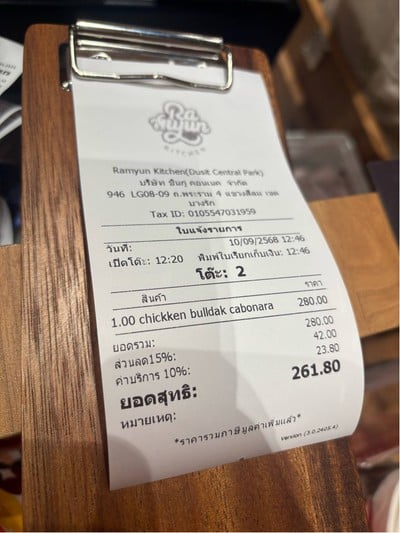 Ra
myun
KITCHEN
Ramyun Kitchen(Dusit Central Park)
บริษัท ชินกุ คอนเนค จำกัด
946 LG08-09 ถ.พระราม 4 แขวงสีลม เขต
บางรัก
Tax ID: 0105547031959
ใบแจ้งรายการ
วันที่: 10/09/2568 12:46
เปิดโต๊ะ: 12:20 พิมพ์ใบเรียกเก็บเงิน: 12:46
โต๊ะ: 2
สินค้า ราคา
1.00 chickken bulldak cabonara 280.00
ยอดรวม: 280.00
ส่วนลด15%: 42.00
ค่าบริการ 10%: 23.80
ยอดสุทธิ: 261.80
หมายเหตุ:
*ราคารวมภาษีมูลค่าเพิ่มแล้ว*
Version (3.0.2405.4)